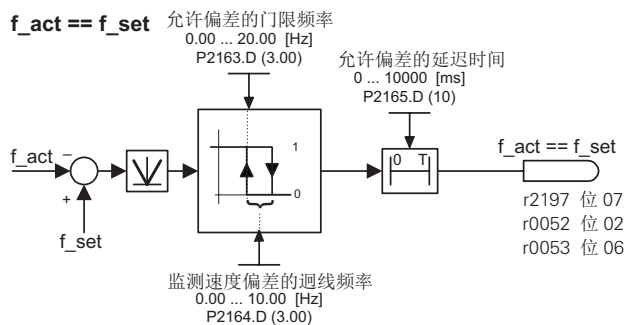 f_act == f_set
允许偏差的门限频率
0.00 ... 20.00 [Hz]
P2163.D (3.00)
允许偏差的延迟时间
0 ... 10000 [ms]
P2165.D (10)
f_act
−
+
f_set
1
0
0 T
f_act == f_set
r2197 位 07
r0052 位 02
r0053 位 06
监测速度偏差的迴线频率
0.00 ... 10.00 [Hz]
P2164.D (3.00)